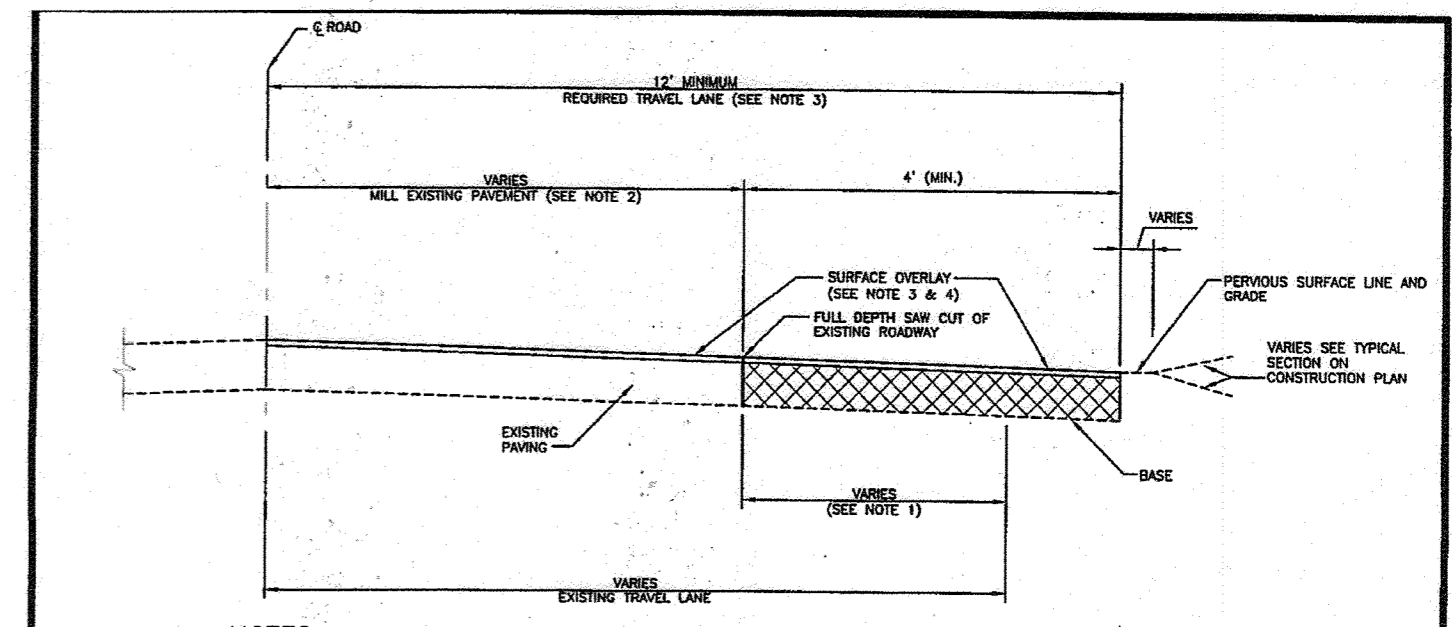 ℄ ROAD
12' MINIMUM
REQUIRED TRAVEL LANE (SEE NOTE 3)
VARIES
MILL EXISTING PAVEMENT (SEE NOTE 2)
4' (MIN.)
VARIES
SURFACE OVERLAY
(SEE NOTE 3 & 4)
PERVIOUS SURFACE LINE AND
GRADE
FULL DEPTH SAW CUT OF
EXISTING ROADWAY
VARIES SEE TYPICAL
SECTION ON
CONSTRUCTION PLAN
EXISTING
PAVING
BASE
VARIES
(SEE NOTE 1)
VARIES
EXISTING TRAVEL LANE